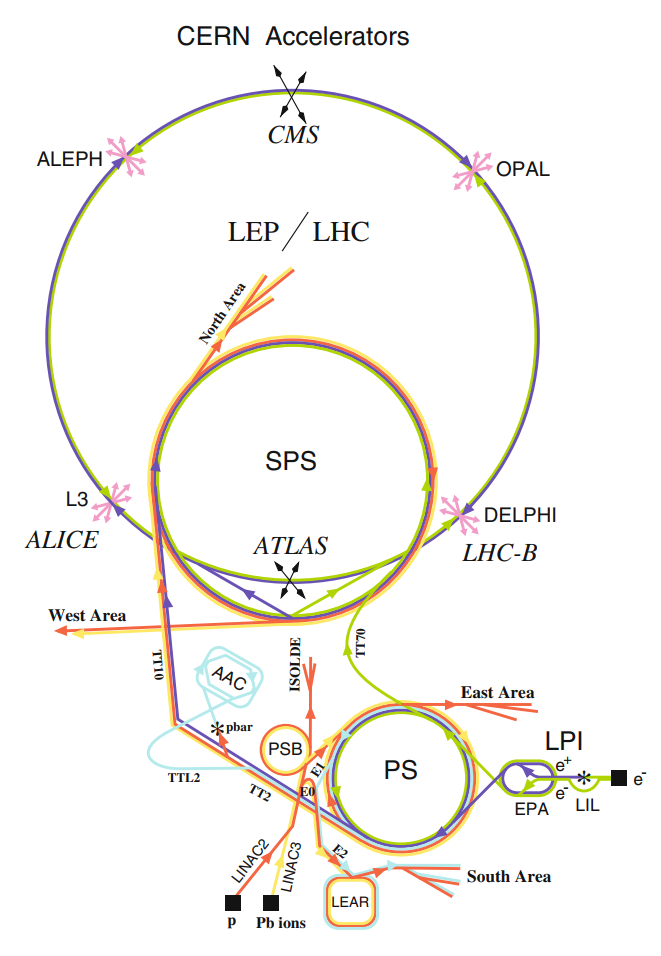 CERN Accelerators
CMS
ALEPH
OPAL
LEP / LHC
North Area
SPS
L3
DELPHI
ALICE
ATLAS
LHC-B
West Area
TT10
ISOLDE
TT70
AAC
East Area
pbar
PSB
LPI
TTL2
E1
PS
e+
e-
e-
EPA
LIL
TT2
E0
LINAC2
LINAC3
E2
South Area
LEAR
p
Pb ions